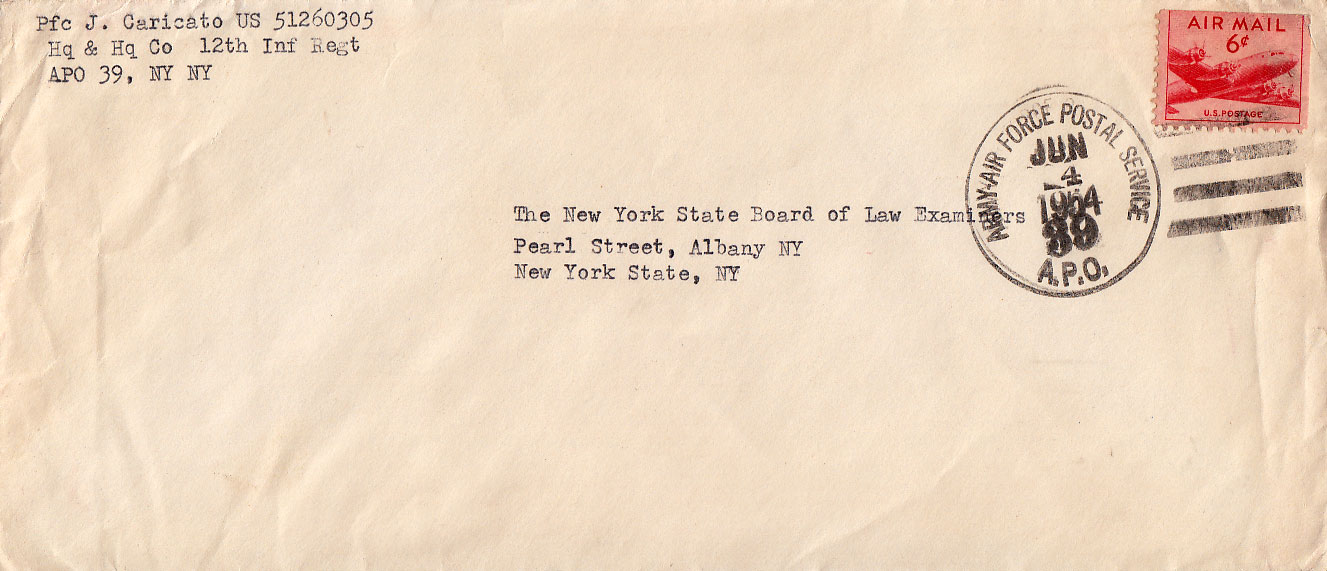 Pfc J. Caricato US 51260305
Hq & Hq Co 12th Inf Regt
APO 39, NY NY
AIR MAIL
6¢
U.S. POSTAGE
ARMY-AIR FORCE POSTAL SERVICE
JUN
4
1954
39
A.P.O.
The New York State Board of Law Examiners
Pearl Street, Albany NY
New York State, NY